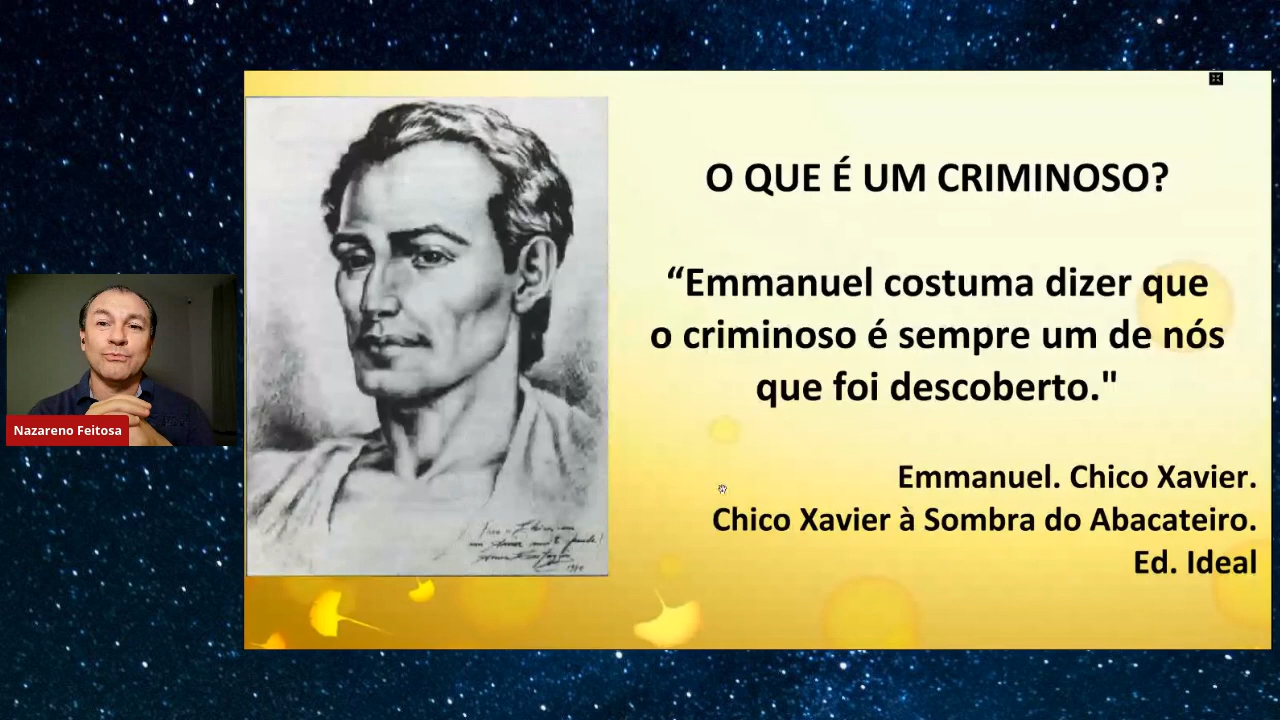 O QUE É UM CRIMINOSO?
“Emmanuel costuma dizer que
o criminoso é sempre um de nós
que foi descoberto."
Emmanuel. Chico Xavier.
Chico Xavier à Sombra do Abacateiro.
Ed. Ideal
Nazareno Feitosa